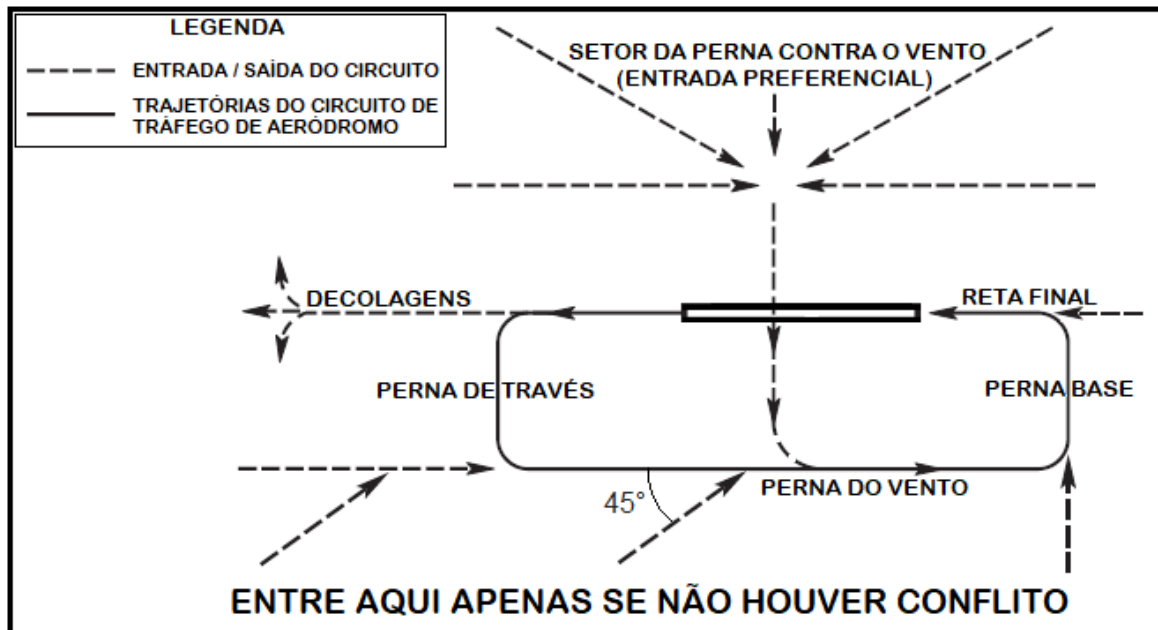 LEGENDA
ENTRADA / SAÍDA DO CIRCUITO
TRAJETÓRIAS DO CIRCUITO DE
TRÁFEGO DE AERÓDROMO
SETOR DA PERNA CONTRA O VENTO
(ENTRADA PREFERENCIAL)
DECOLAGENS
RETA FINAL
PERNA DE TRAVÉS
PERNA BASE
PERNA DO VENTO
45°
ENTRE AQUI APENAS SE NÃO HOUVER CONFLITO